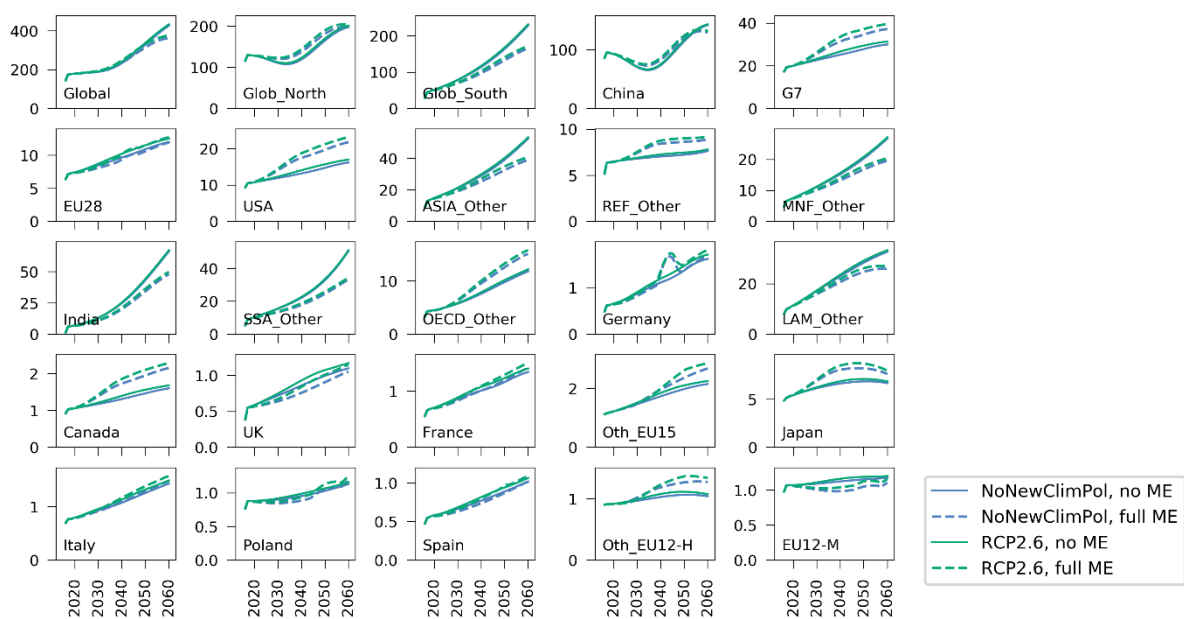 400
200
0
Global
200
100
0
Glob_North
200
100
0
Glob_South
100
0
China
40
20
0
G7
10
5
0
EU28
20
10
0
USA
40
20
0
ASIA_Other
10
5
0
REF_Other
20
0
MNF_Other
50
25
0
India
40
20
0
SSA_Other
10
5
0
OECD_Other
1
0
Germany
20
0
LAM_Other
2
1
0
Canada
1.0
0.5
0.0
UK
1
0
France
2
0
Oth_EU15
5
0
Japan
1
0
Italy
1.0
0.5
0.0
Poland
1.0
0.5
0.0
Spain
1
0
Oth_EU12-H
1.0
0.5
0.0
EU12-M
2020 2030 2040 2050 2060
2020 2030 2040 2050 2060
2020 2030 2040 2050 2060
2020 2030 2040 2050 2060
2020 2030 2040 2050 2060
NoNewClimPol, no ME
NoNewClimPol, full ME
RCP2.6, no ME
RCP2.6, full ME